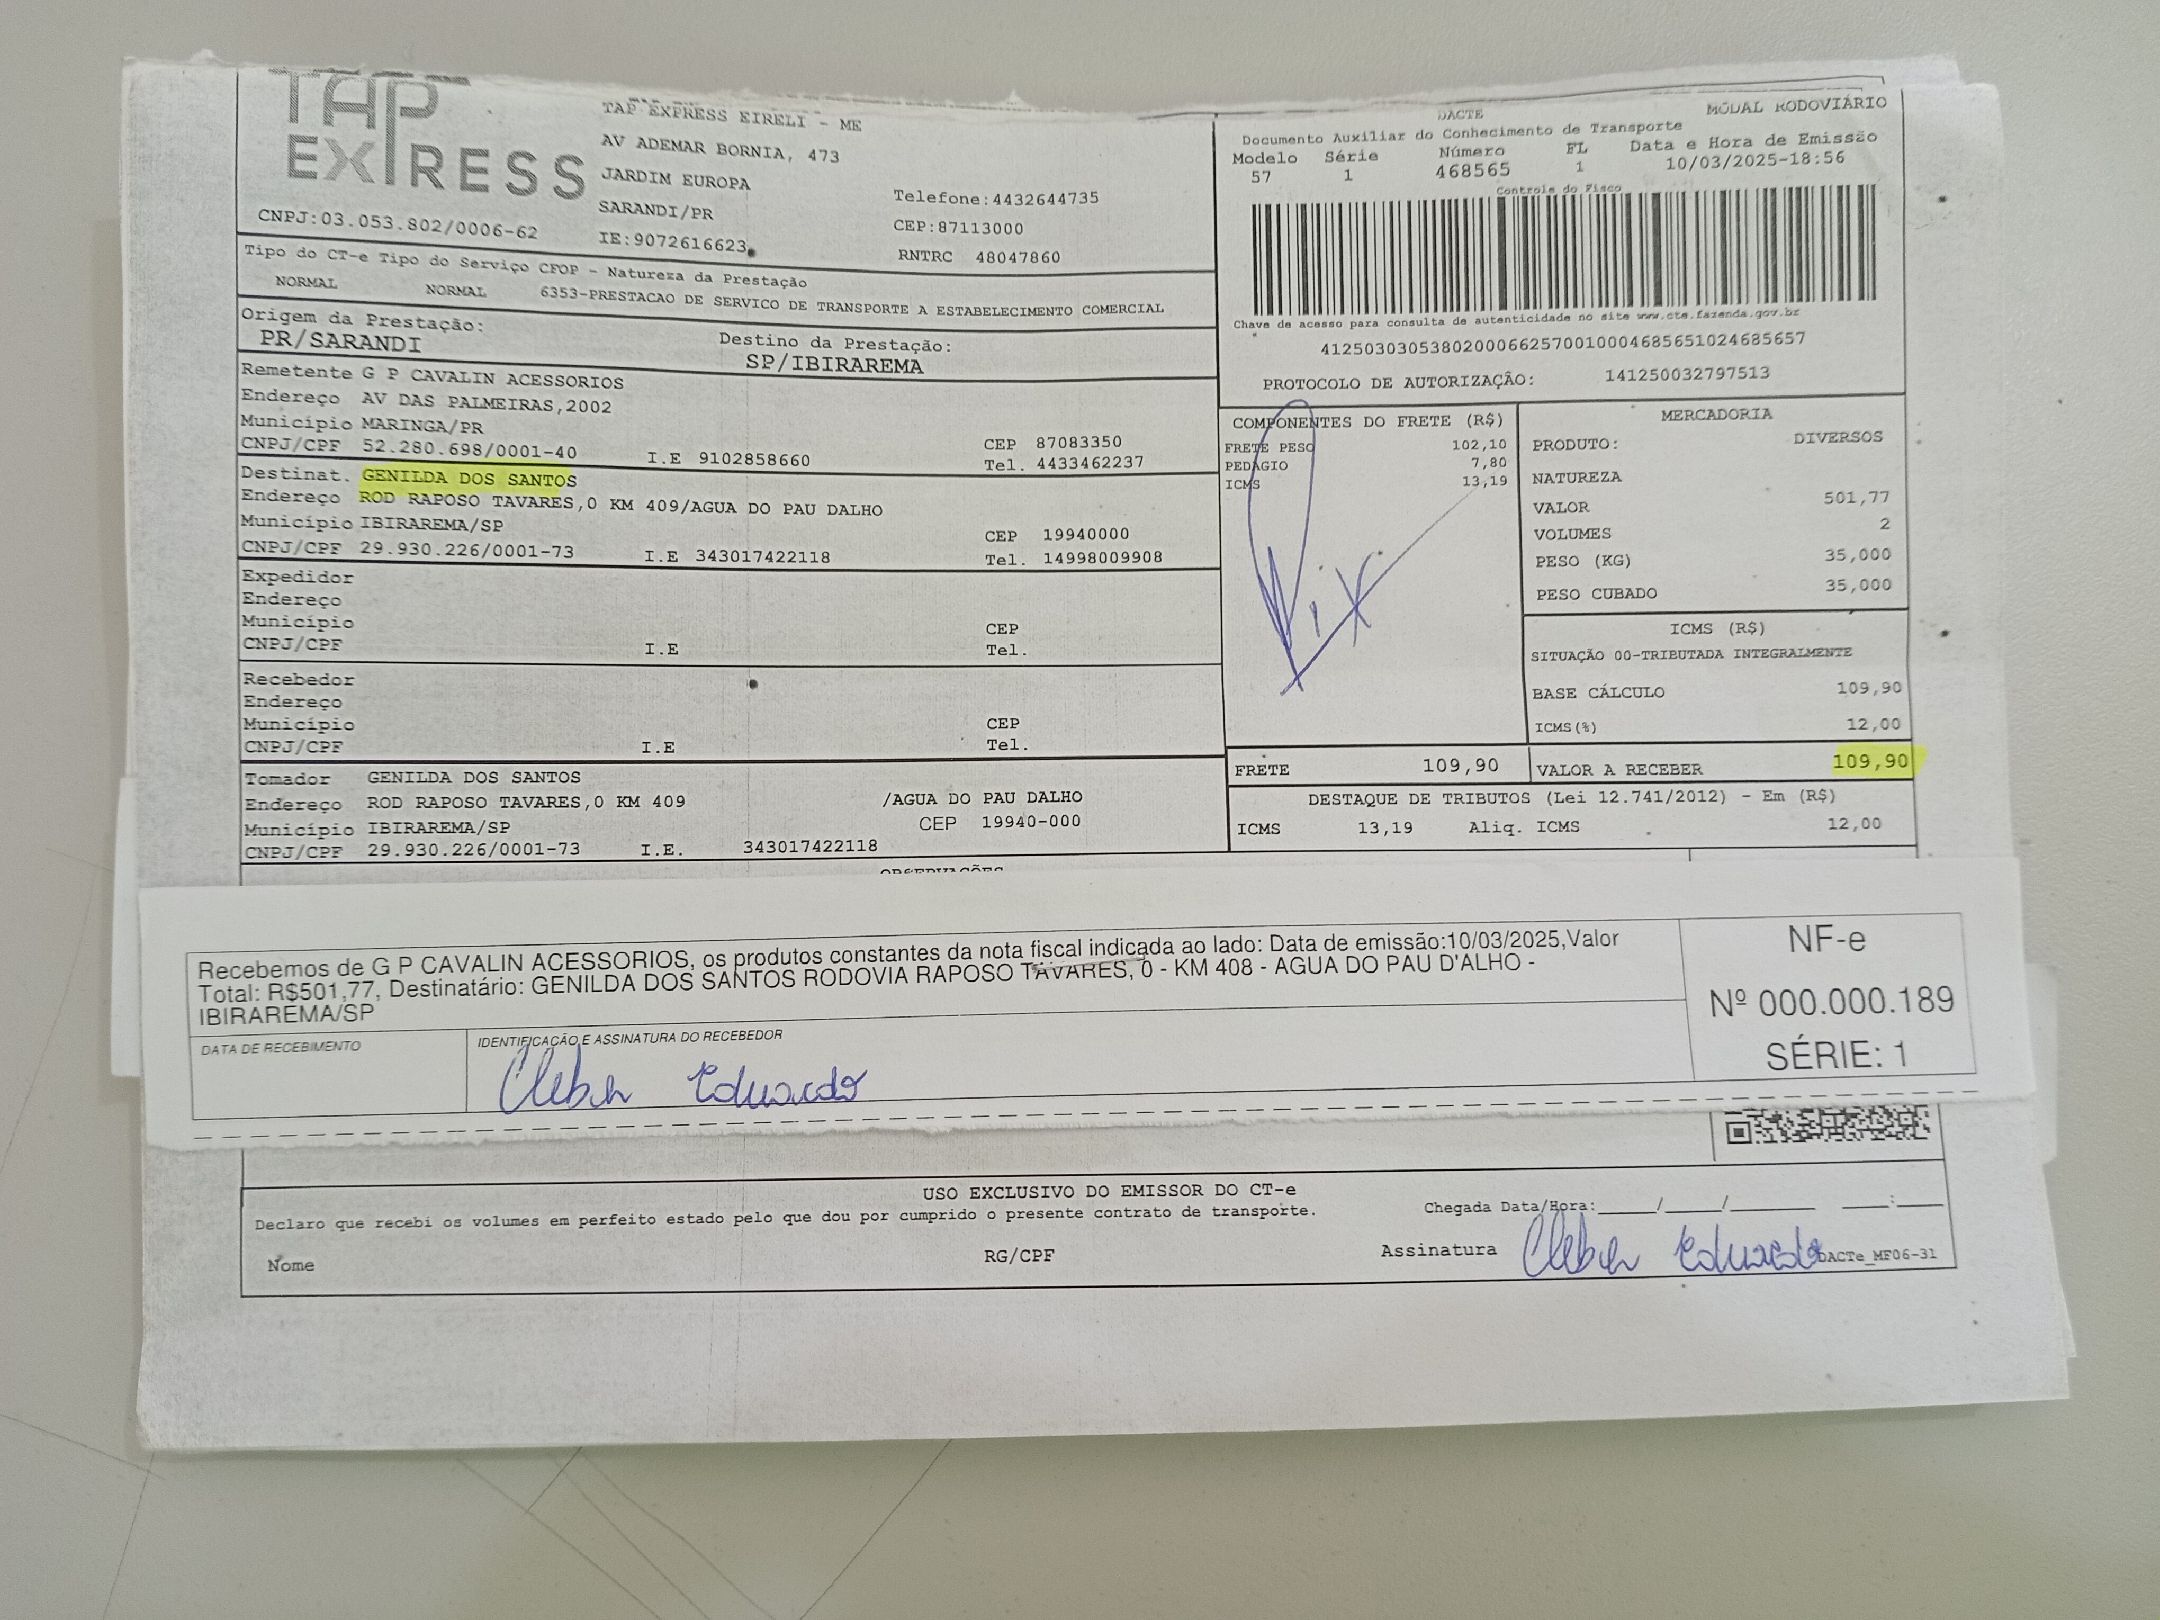 TAP
EXPRESS
CNPJ:03.053.802/0006-62
TAP EXPRESS EIRELI - ME
AV ADEMAR BORNIA, 473
JARDIM EUROPA
SARANDI/PR
IE:9072616623
Telefone:4432644735
CEP:87113000
RNTRC 48047860
DACTE
MODAL RODOVIÁRIO
Documento Auxiliar do Conhecimento de Transporte
Modelo Série Número FL Data e Hora de Emissão
57 1 468565 1 10/03/2025-18:56
Controle do Fisco
Chave de acesso para consulta de autenticidade no site www.cte.fazenda.gov.br
41250303053802000662570010004685651024685657
PROTOCOLO DE AUTORIZAÇÃO: 141250032797513
Tipo do CT-e Tipo do Serviço CFOP - Natureza da Prestação
NORMAL NORMAL 6353-PRESTACAO DE SERVICO DE TRANSPORTE A ESTABELECIMENTO COMERCIAL
Origem da Prestação: Destino da Prestação:
PR/SARANDI SP/IBIRAREMA
Remetente G P CAVALIN ACESSORIOS
Endereço AV DAS PALMEIRAS,2002
Município MARINGA/PR CEP 87083350
CNPJ/CPF 52.280.698/0001-40 I.E 9102858660 Tel. 4433462237
Destinat. GENILDA DOS SANTOS
Endereço ROD RAPOSO TAVARES,0 KM 409/AGUA DO PAU DALHO
Município IBIRAREMA/SP CEP 19940000
CNPJ/CPF 29.930.226/0001-73 I.E 343017422118 Tel. 14998009908
Expedidor
Endereço
Município CEP
CNPJ/CPF I.E Tel.
Recebedor
Endereço
Município CEP
CNPJ/CPF I.E Tel.
Tomador GENILDA DOS SANTOS
Endereço ROD RAPOSO TAVARES,0 KM 409 /AGUA DO PAU DALHO
Município IBIRAREMA/SP CEP 19940-000
CNPJ/CPF 29.930.226/0001-73 I.E. 343017422118
COMPONENTES DO FRETE (R$)
FRETE PESO 102,10
PEDAGIO 7,80
ICMS 13,19
Pix
MERCADORIA
PRODUTO: DIVERSOS
NATUREZA
VALOR 501,77
VOLUMES 2
PESO (KG) 35,000
PESO CUBADO 35,000
ICMS (R$)
SITUAÇÃO 00-TRIBUTADA INTEGRALMENTE
BASE CÁLCULO 109,90
ICMS(%) 12,00
FRETE 109,90 VALOR A RECEBER 109,90
DESTAQUE DE TRIBUTOS (Lei 12.741/2012) - Em (R$)
ICMS 13,19 Aliq. ICMS 12,00
OBSERVAÇÕES
Recebemos de G P CAVALIN ACESSORIOS, os produtos constantes da nota fiscal indicada ao lado: Data de emissão:10/03/2025,Valor
Total: R$501,77, Destinatário: GENILDA DOS SANTOS RODOVIA RAPOSO TAVARES, 0 - KM 408 - AGUA DO PAU D'ALHO -
IBIRAREMA/SP
DATA DE RECEBIMENTO
IDENTIFICAÇÃO E ASSINATURA DO RECEBEDOR
Cleber Eduardo
NF-e
Nº 000.000.189
SÉRIE: 1
USO EXCLUSIVO DO EMISSOR DO CT-e
Declaro que recebi os volumes em perfeito estado pelo que dou por cumprido o presente contrato de transporte.
Chegada Data/Hora:_____/_____/_______ ____:____
Nome RG/CPF Assinatura Cleber Eduardo
DACTe_MF06-31